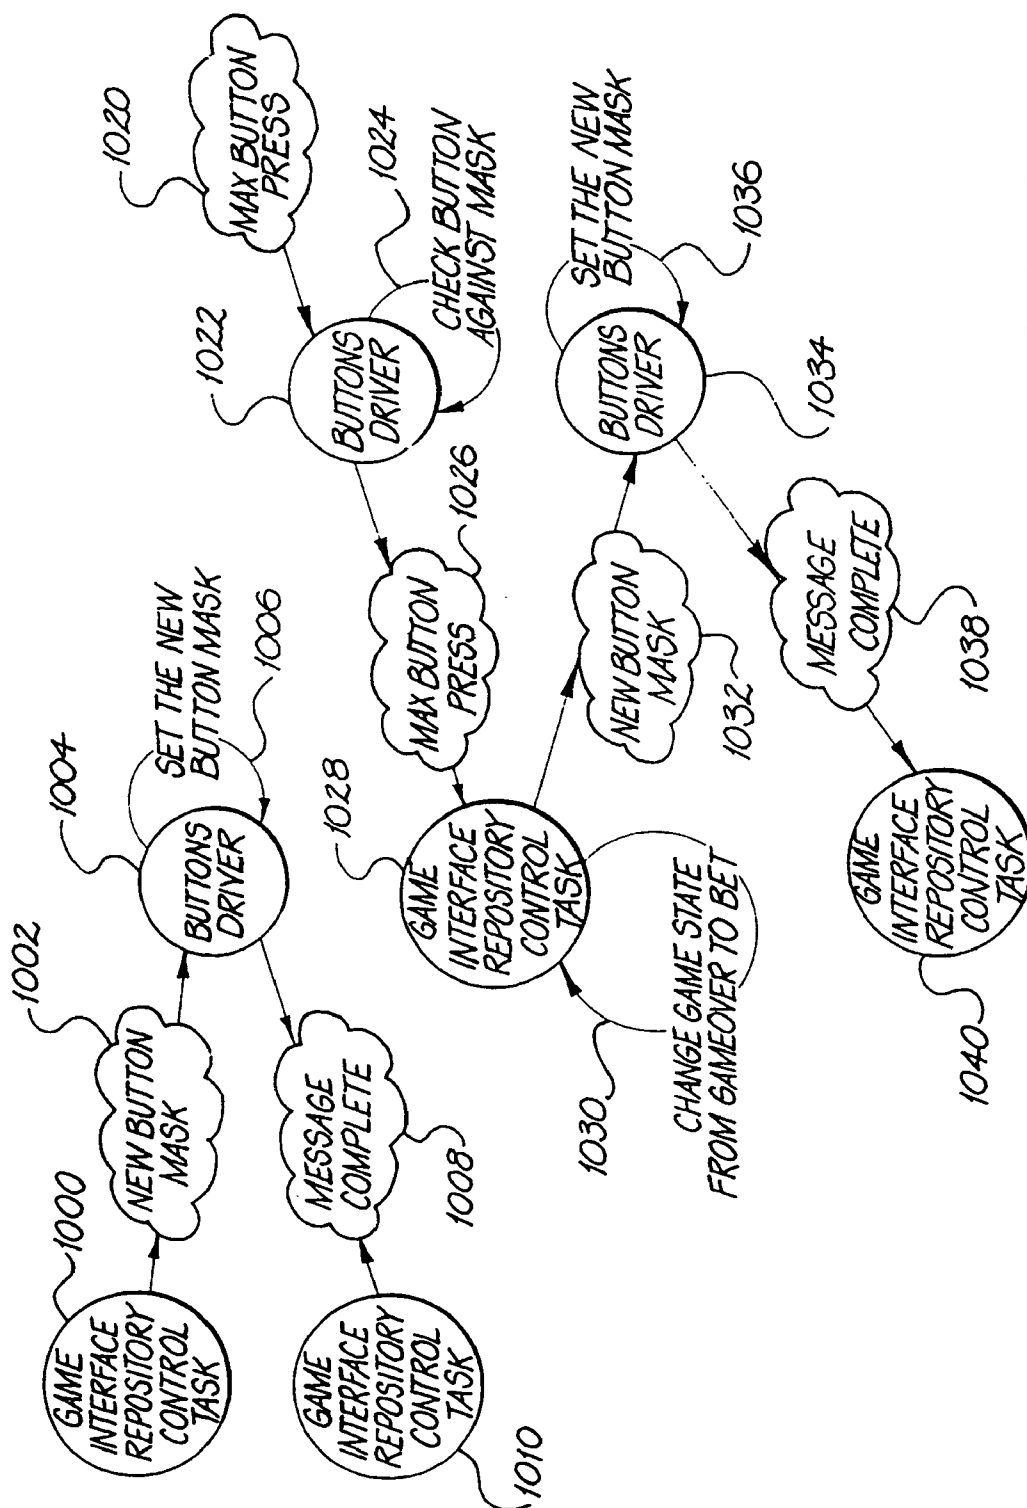 1000
GAME
INTERFACE
REPOSITORY
CONTROL
TASK
1002
NEW BUTTON
MASK
1004
BUTTONS
DRIVER
SET THE NEW
BUTTON MASK
1006
MESSAGE
COMPLETE
1008
GAME
INTERFACE
REPOSITORY
CONTROL
TASK
1010
1020
MAX BUTTON
PRESS
1022
BUTTONS
DRIVER
1024
CHECK BUTTON
AGAINST MASK
MAX BUTTON
PRESS
1026
1028
GAME
INTERFACE
REPOSITORY
CONTROL
TASK
1030
CHANGE GAME STATE
FROM GAMEOVER TO BET
NEW BUTTON
MASK
1032
BUTTONS
DRIVER
1034
SET THE NEW
BUTTON MASK
1036
MESSAGE
COMPLETE
1038
GAME
INTERFACE
REPOSITORY
CONTROL
TASK
1040